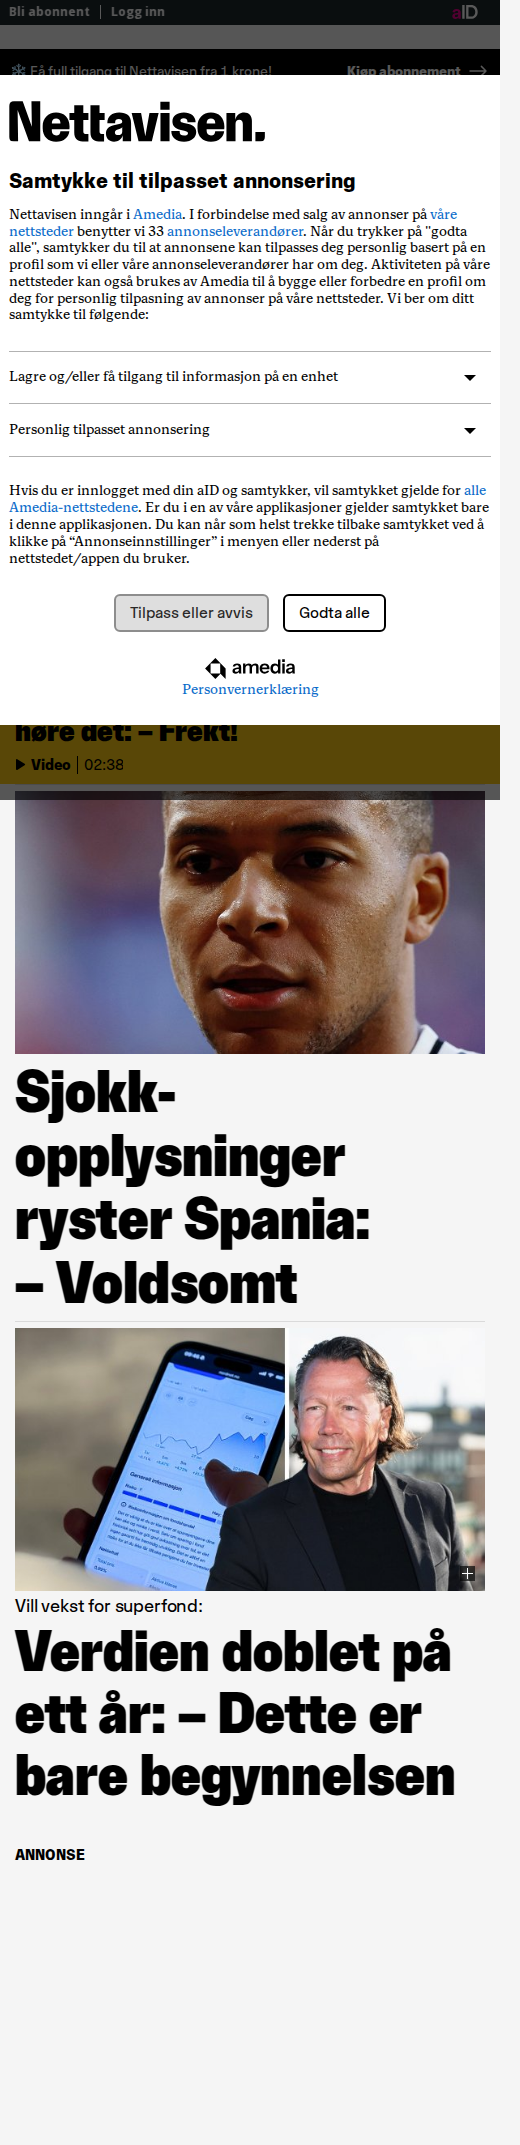 Bli abonnent
Logg inn
aID
Få full tilgang til Nettavisen fra 1 krone!
Kjøp abonnement
Nettavisen.
Samtykke til tilpasset annonsering
Nettavisen inngår i Amedia. I forbindelse med salg av annonser på våre
nettsteder benytter vi 33 annonseleverandører. Når du trykker på "godta
alle", samtykker du til at annonsene kan tilpasses deg personlig basert på en
profil som vi eller våre annonseleverandører har om deg. Aktiviteten på våre
nettsteder kan også brukes av Amedia til å bygge eller forbedre en profil om
deg for personlig tilpasning av annonser på våre nettsteder. Vi ber om ditt
samtykke til følgende:
Lagre og/eller få tilgang til informasjon på en enhet
Personlig tilpasset annonsering
Hvis du er innlogget med din aID og samtykker, vil samtykket gjelde for alle
Amedia-nettstedene. Er du i en av våre applikasjoner gjelder samtykket bare
i denne applikasjonen. Du kan når som helst trekke tilbake samtykket ved å
klikke på “Annonseinnstillinger” i menyen eller nederst på
nettstedet/appen du bruker.
Tilpass eller avvis
Godta alle
amedia
Personvernerklæring
høre det: – Frekt!
Video
02:38
Sjokk-
opplysninger
ryster Spania:
– Voldsomt
Generell informasjon
Vill vekst for superfond:
Verdien doblet på
ett år: – Dette er
bare begynnelsen
ANNONSE